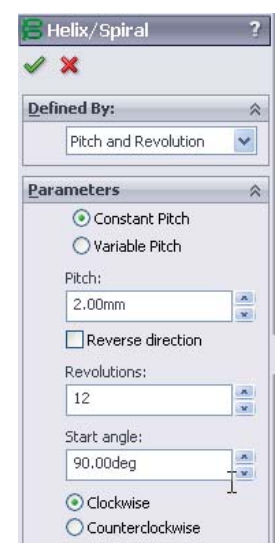 Helix/Spiral ?
Defined By:
Pitch and Revolution
Parameters
Constant Pitch
Variable Pitch
Pitch:
2.00mm
Reverse direction
Revolutions:
12
Start angle:
90.00deg
Clockwise
Counterclockwise